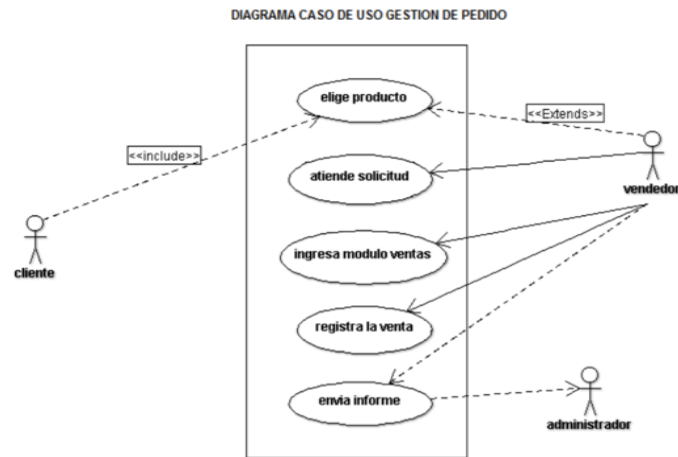 DIAGRAMA CASO DE USO GESTION DE PEDIDO
elige producto
<<Extends>>
<<include>>
atiende solicitud
vendedor
ingresa modulo ventas
cliente
registra la venta
envia informe
administrador